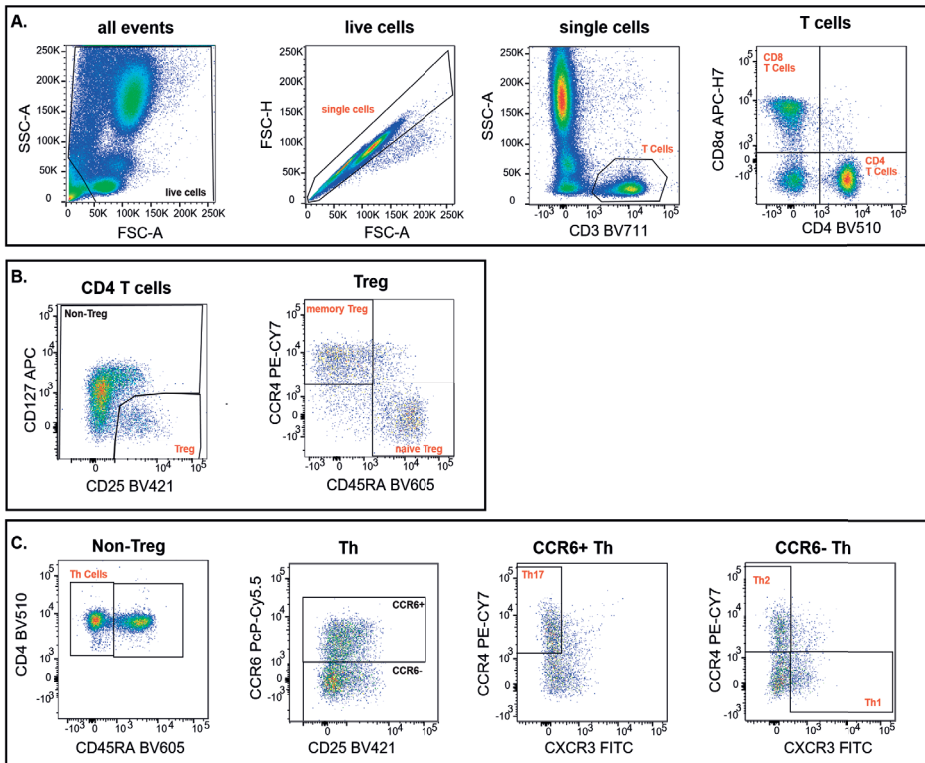 A.
all events
250K
200K
150K
100K
50K
0
SSC-A
0 50K 100K 150K 200K 250K
FSC-A
live cells
live cells
250K
200K
150K
100K
50K
0
FSC-H
0 50K 100K 150K 200K 250K
FSC-A
single cells
single cells
250K
200K
150K
100K
50K
0
SSC-A
-10³ 0 10³ 10⁴ 10⁵
CD3 BV711
T Cells
T cells
10⁵
10⁴
10³
0
-10³
CD8α APC-H7
0 10³ 10⁴ 10⁵
CD4 BV510
CD8
T Cells
CD4
T Cells
B.
CD4 T cells
10⁵
10⁴
10³
0
CD127 APC
0 10⁴ 10⁵
CD25 BV421
Non-Treg
Treg
Treg
10⁵
10⁴
10³
0
-10³
CCR4 PE-CY7
-10³ 0 10³ 10⁴ 10⁵
CD45RA BV605
memory Treg
naive Treg
C.
Non-Treg
10⁵
10⁴
10³
0
-10³
CD4 BV510
-10³ 0 10³ 10⁴ 10⁵
CD45RA BV605
Th Cells
Th
10⁵
10⁴
10³
0
-10³
CCR6 PcP-Cy5.5
0 10³ 10⁴ 10⁵
CD25 BV421
CCR6+
CCR6-
CCR6+ Th
10⁵
10⁴
10³
0
CCR4 PE-CY7
-10³ 0 10³ 10⁴ 10⁵
CXCR3 FITC
Th17
CCR6- Th
10⁵
10⁴
10³
0
-10³
CCR4 PE-CY7
-10³ 0 10³ 10⁴ 10⁵
CXCR3 FITC
Th2
Th1